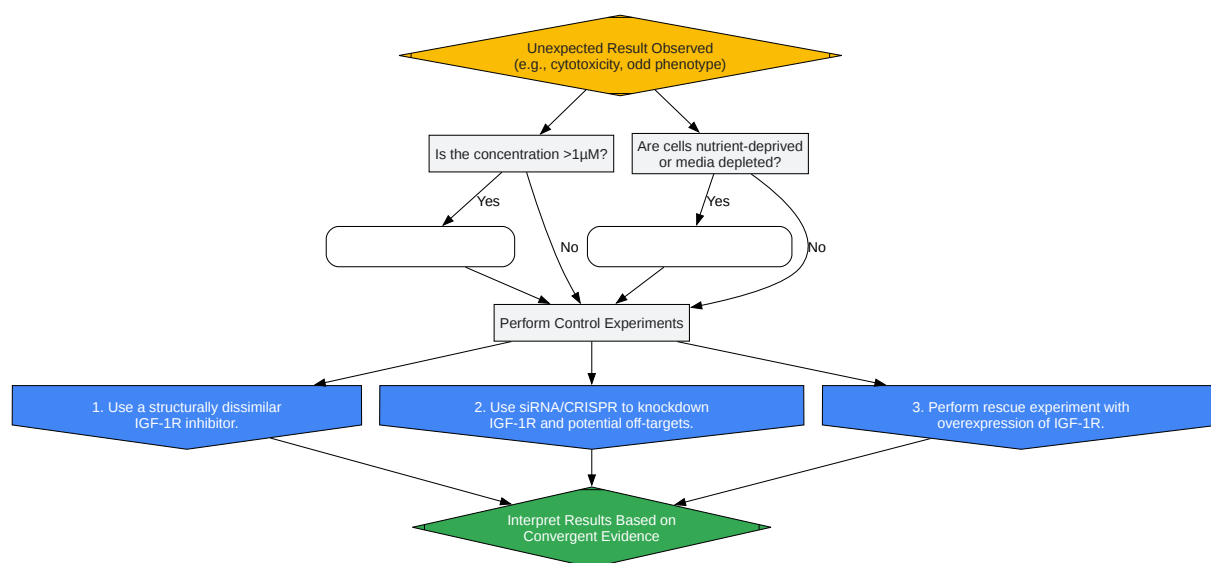 Unexpected Result Observed
(e.g., cytotoxicity, odd phenotype)
Is the concentration >1µM?
Are cells nutrient-deprived
or media depleted?
Yes
Yes
No
No
Perform Control Experiments
1. Use a structurally dissimilar
IGF-1R inhibitor.
2. Use siRNA/CRISPR to knockdown
IGF-1R and potential off-targets.
3. Perform rescue experiment with
overexpression of IGF-1R.
Interpret Results Based on
Convergent Evidence